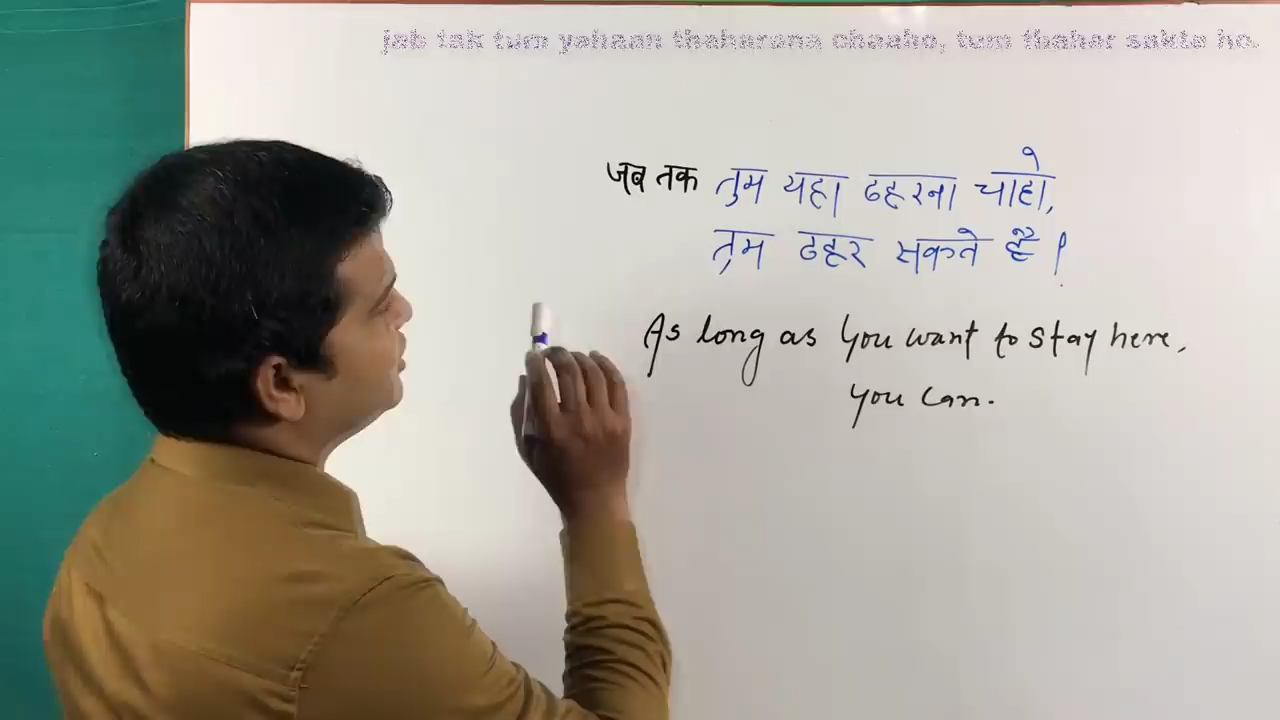 jab tak tum yahaan thaharana chaaho, tum thahar sakte ho.
जब तक तुम यहा ठहरना चाहो,
तुम ठहर सकते है।
As long as you want to stay here,
you can.